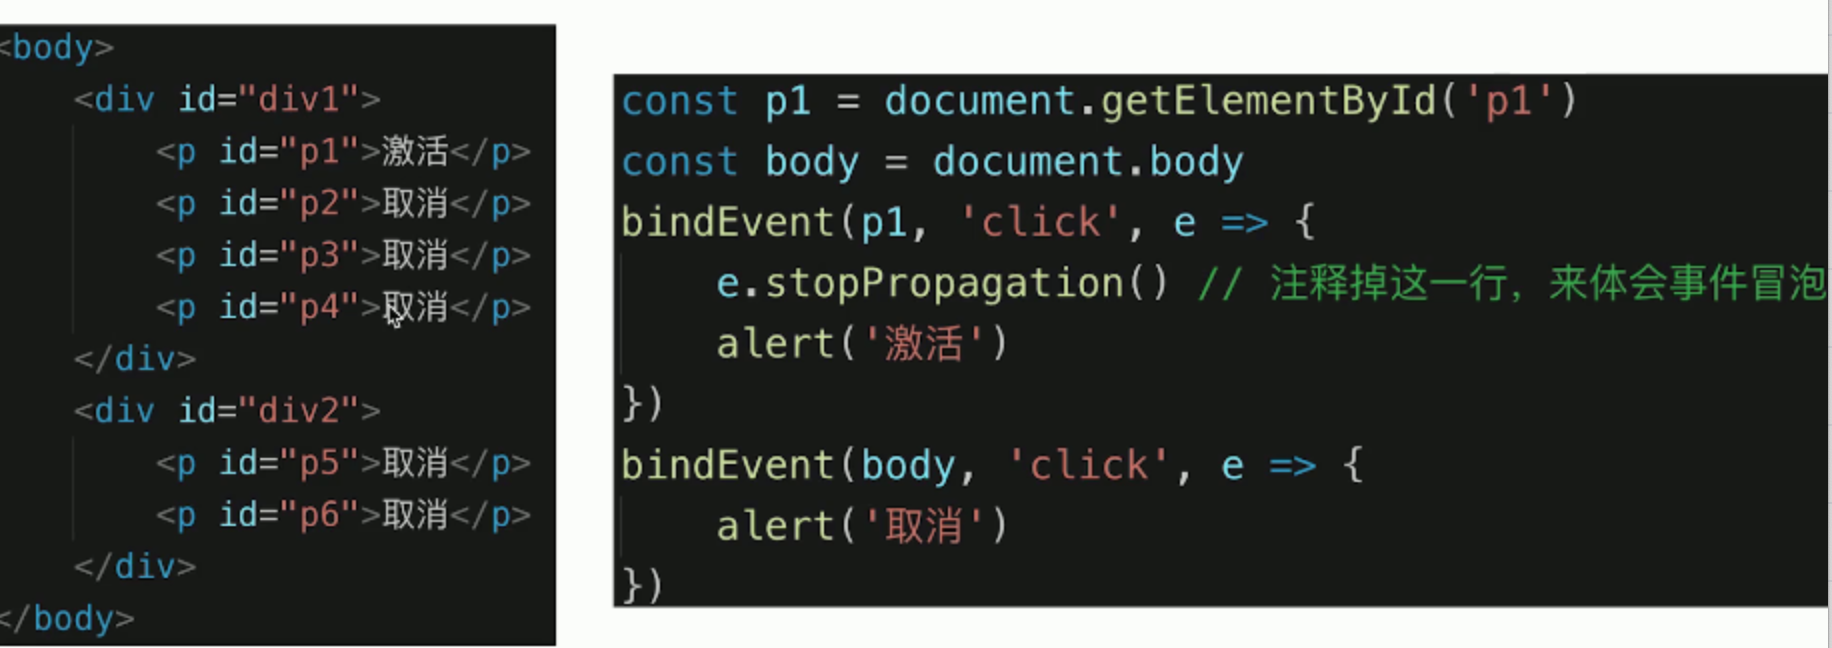 <body>
    <div id="div1">
        <p id="p1">激活</p>
        <p id="p2">取消</p>
        <p id="p3">取消</p>
        <p id="p4">取消</p>
    </div>
    <div id="div2">
        <p id="p5">取消</p>
        <p id="p6">取消</p>
    </div>
</body>
const p1 = document.getElementById('p1')
const body = document.body
bindEvent(p1, 'click', e => {
    e.stopPropagation() // 注释掉这一行，来体会事件冒泡
    alert('激活')
})
bindEvent(body, 'click', e => {
    alert('取消')
})